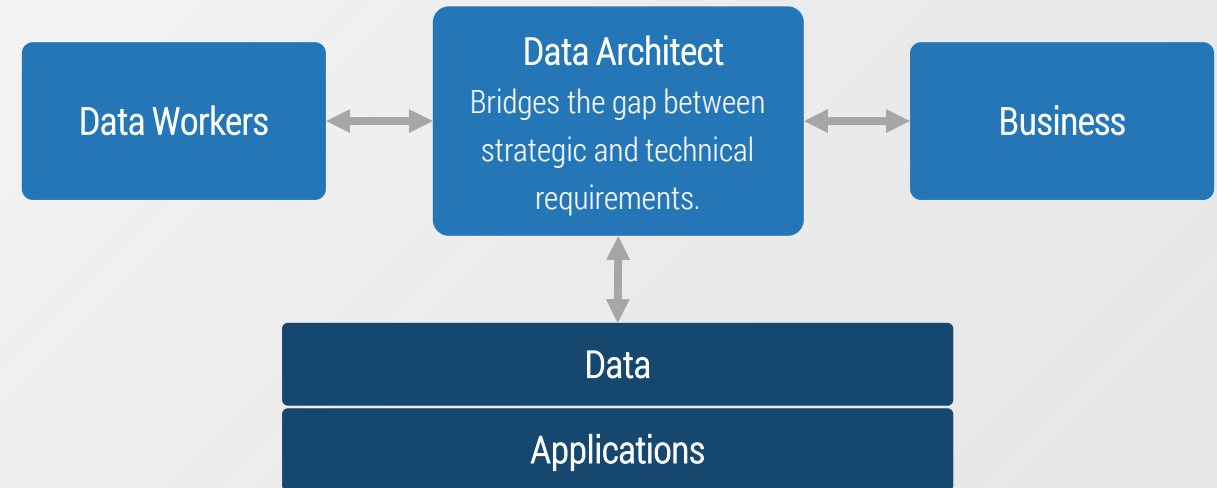 Data Workers
Data Architect
Bridges the gap between
strategic and technical
requirements.
Business
Data
Applications